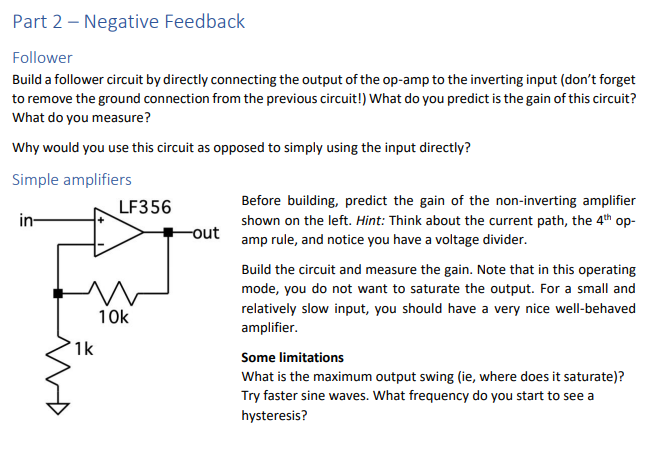 Part 2 – Negative Feedback
Follower
Build a follower circuit by directly connecting the output of the op-amp to the inverting input (don't forget
to remove the ground connection from the previous circuit!) What do you predict is the gain of this circuit?
What do you measure?
Why would you use this circuit as opposed to simply using the input directly?
Simple amplifiers
LF356
in
+
-
out
10k
1k
Before building, predict the gain of the non-inverting amplifier
shown on the left. Hint: Think about the current path, the 4th op-
amp rule, and notice you have a voltage divider.
Build the circuit and measure the gain. Note that in this operating
mode, you do not want to saturate the output. For a small and
relatively slow input, you should have a very nice well-behaved
amplifier.
Some limitations
What is the maximum output swing (ie, where does it saturate)?
Try faster sine waves. What frequency do you start to see a
hysteresis?